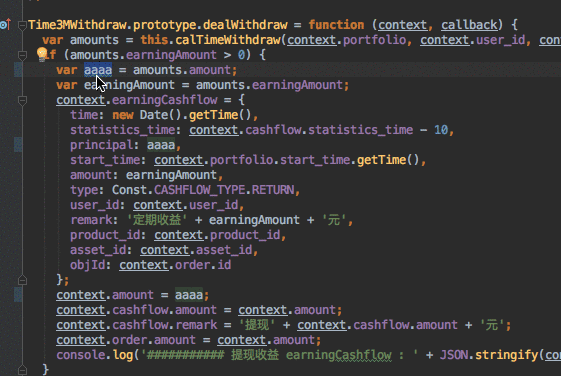 Time3MWithdraw.prototype.dealWithdraw = function (context, callback) {
var amounts = this.calTimeWithdraw(context.portfolio, context.user_id, con
if (amounts.earningAmount > 0) {
var aaaa = amounts.amount;
var earningAmount = amounts.earningAmount;
context.earningCashflow = {
time: new Date().getTime(),
statistics_time: context.cashflow.statistics_time - 10,
principal: aaaa,
start_time: context.portfolio.start_time.getTime(),
amount: earningAmount,
type: Const.CASHFLOW_TYPE.RETURN,
user_id: context.user_id,
remark: '定期收益' + earningAmount + '元',
product_id: context.product_id,
asset_id: context.asset_id,
objId: context.order.id
};
context.amount = aaaa;
context.cashflow.amount = context.amount;
context.cashflow.remark = '提现' + context.cashflow.amount + '元';
context.order.amount = context.amount;
console.log('########### 提现收益 earningCashflow : ' + JSON.stringify(co
}